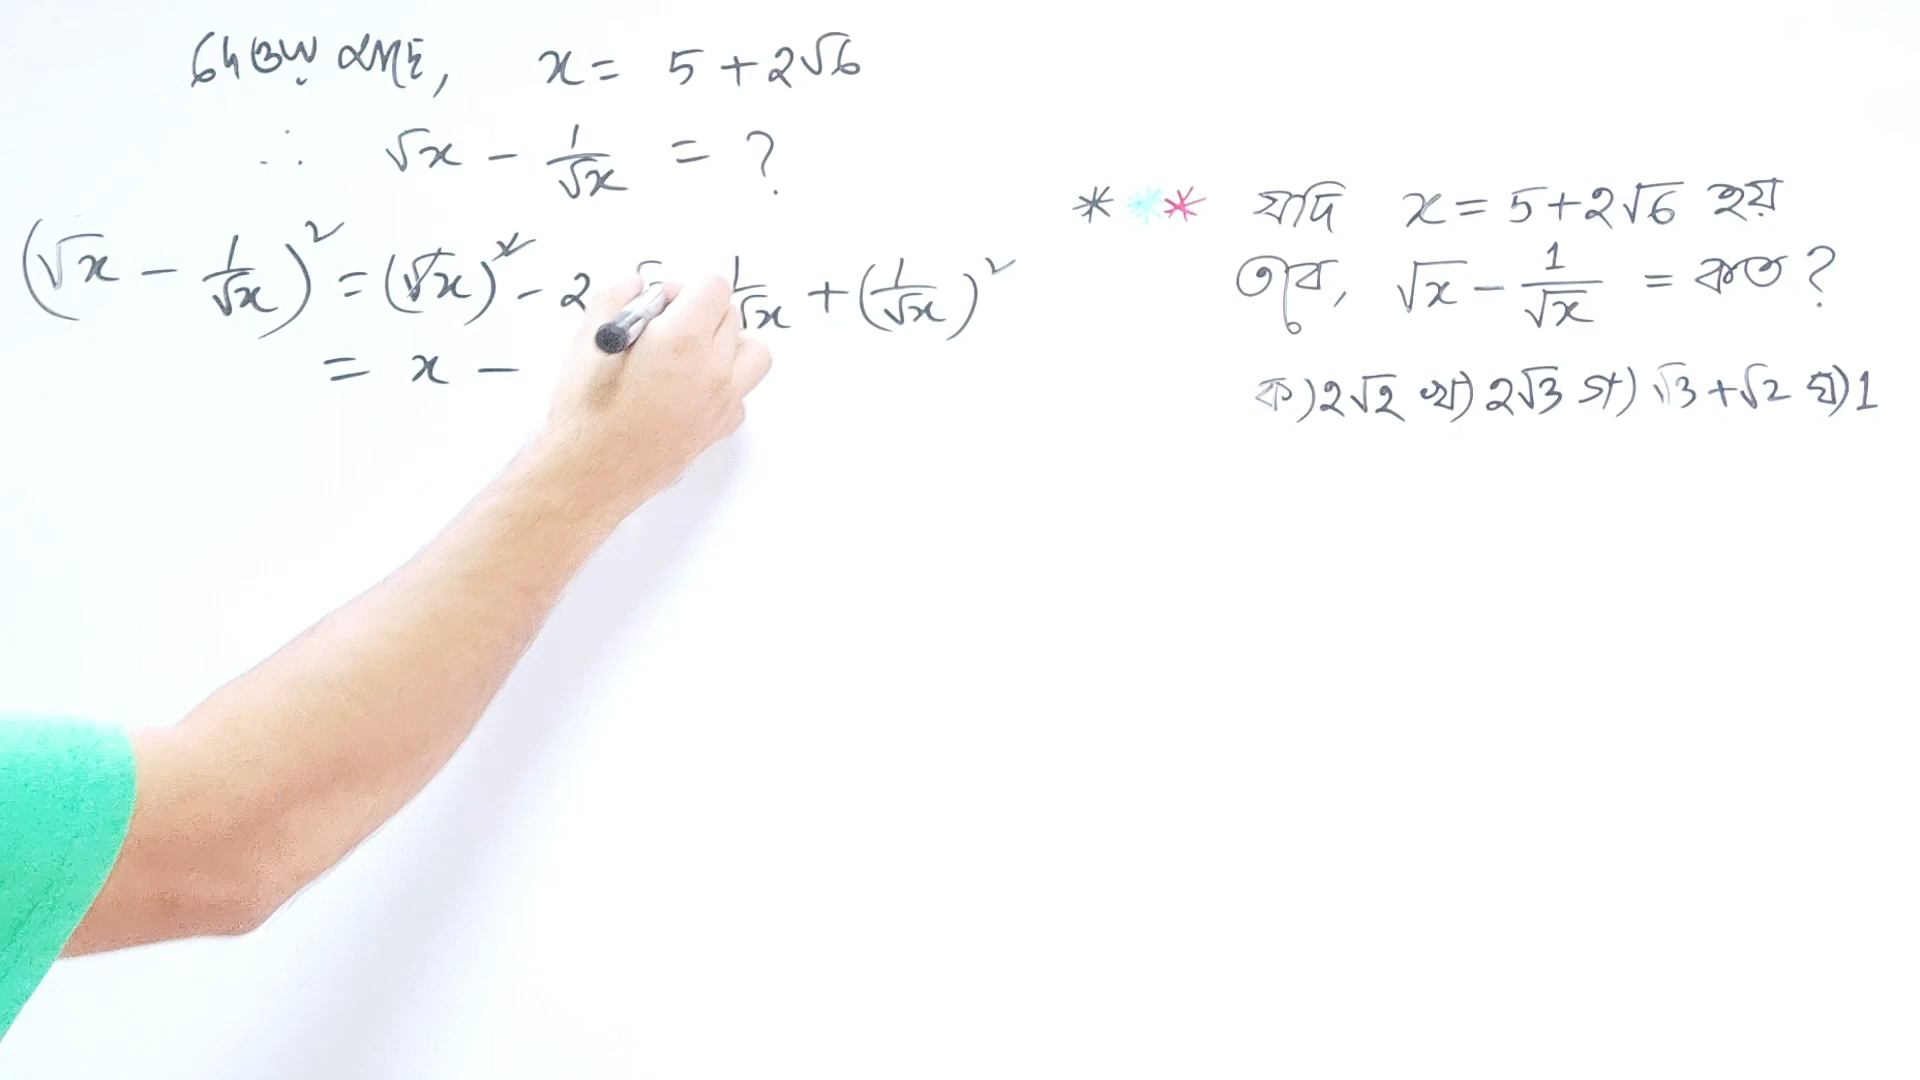 দেওয়া আছে, x = 5 + 2√6
∴ √x - 1/√x = ?
(√x - 1/√x)² = (√x)² - 2 √ 1/√x + (1/√x)²
= x -
*** যদি x = 5+2√6 হয়
তবে, √x - 1/√x = কত ?
ক) 2√2 খ) 2√3 গ) √3+√2 ঘ) 1